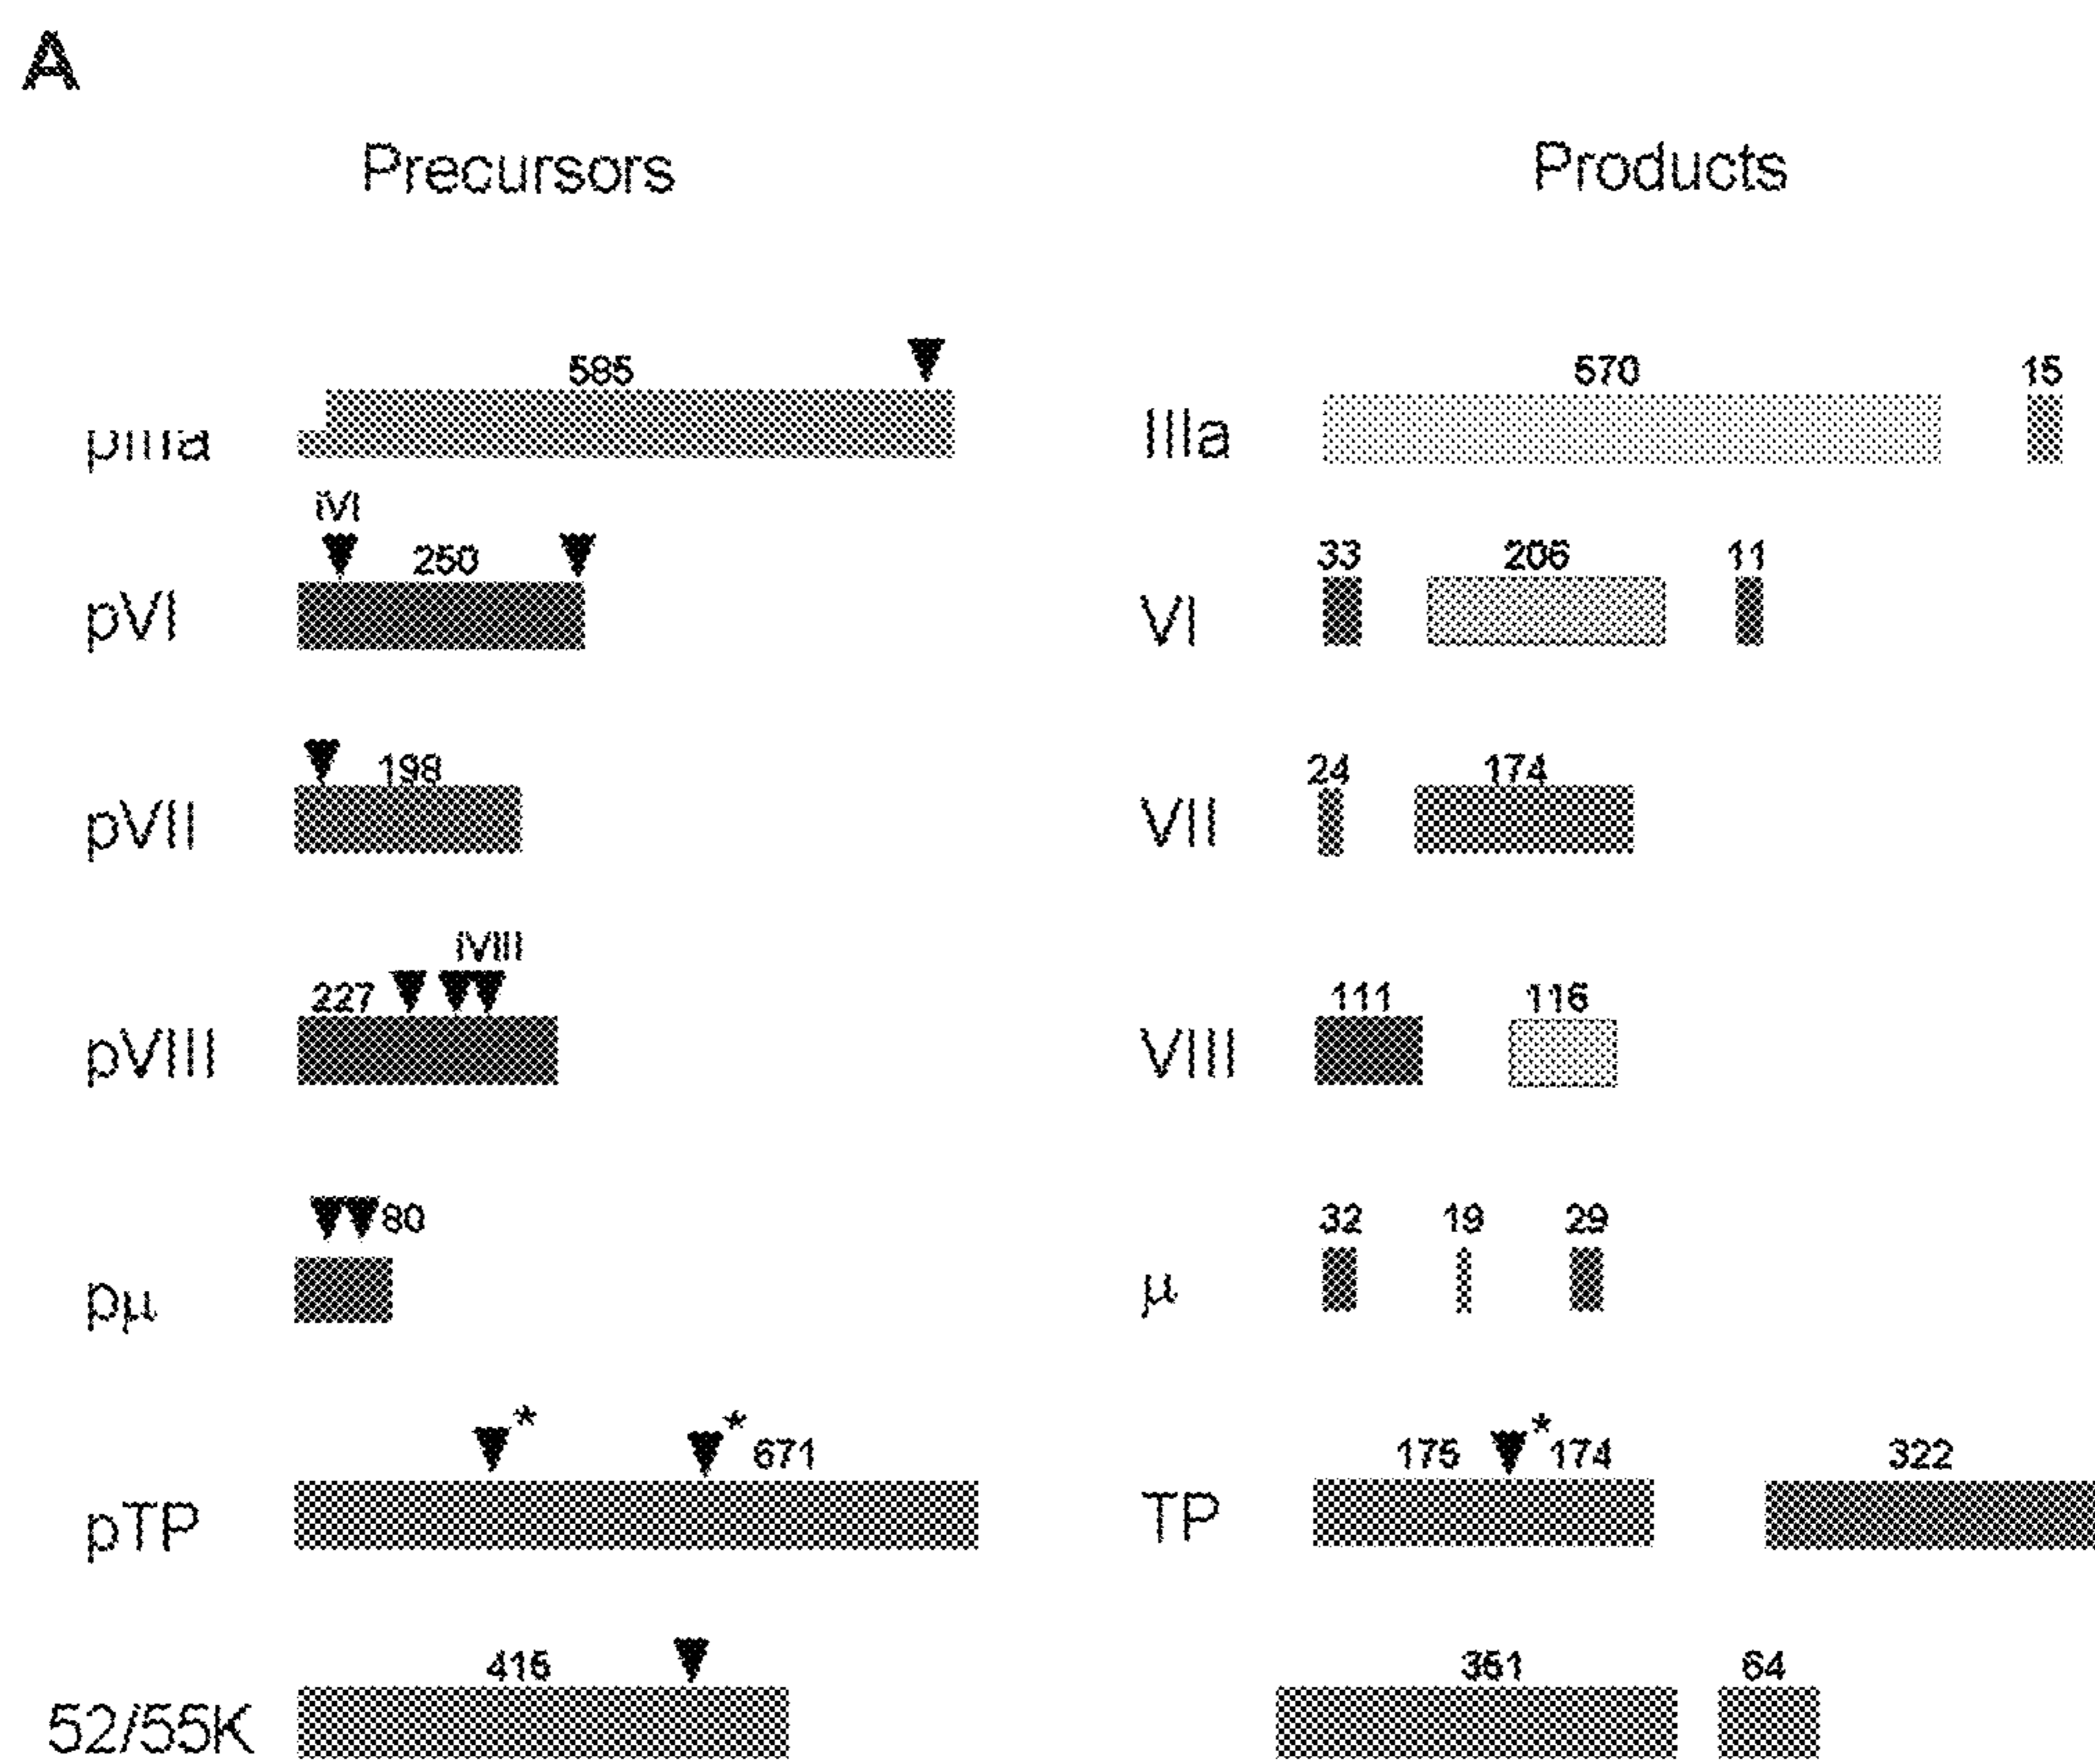 A
Precursors Products
585 570 15
pIIIa IIIa
iVI
250 33 206 11
pVI VI
198 24 174
pVII VII
iVIII
227 111 116
pVIII VIII
80 32 19 29
pμ μ
* * 671 175 * 174 322
pTP TP
415 351 64
52/55K